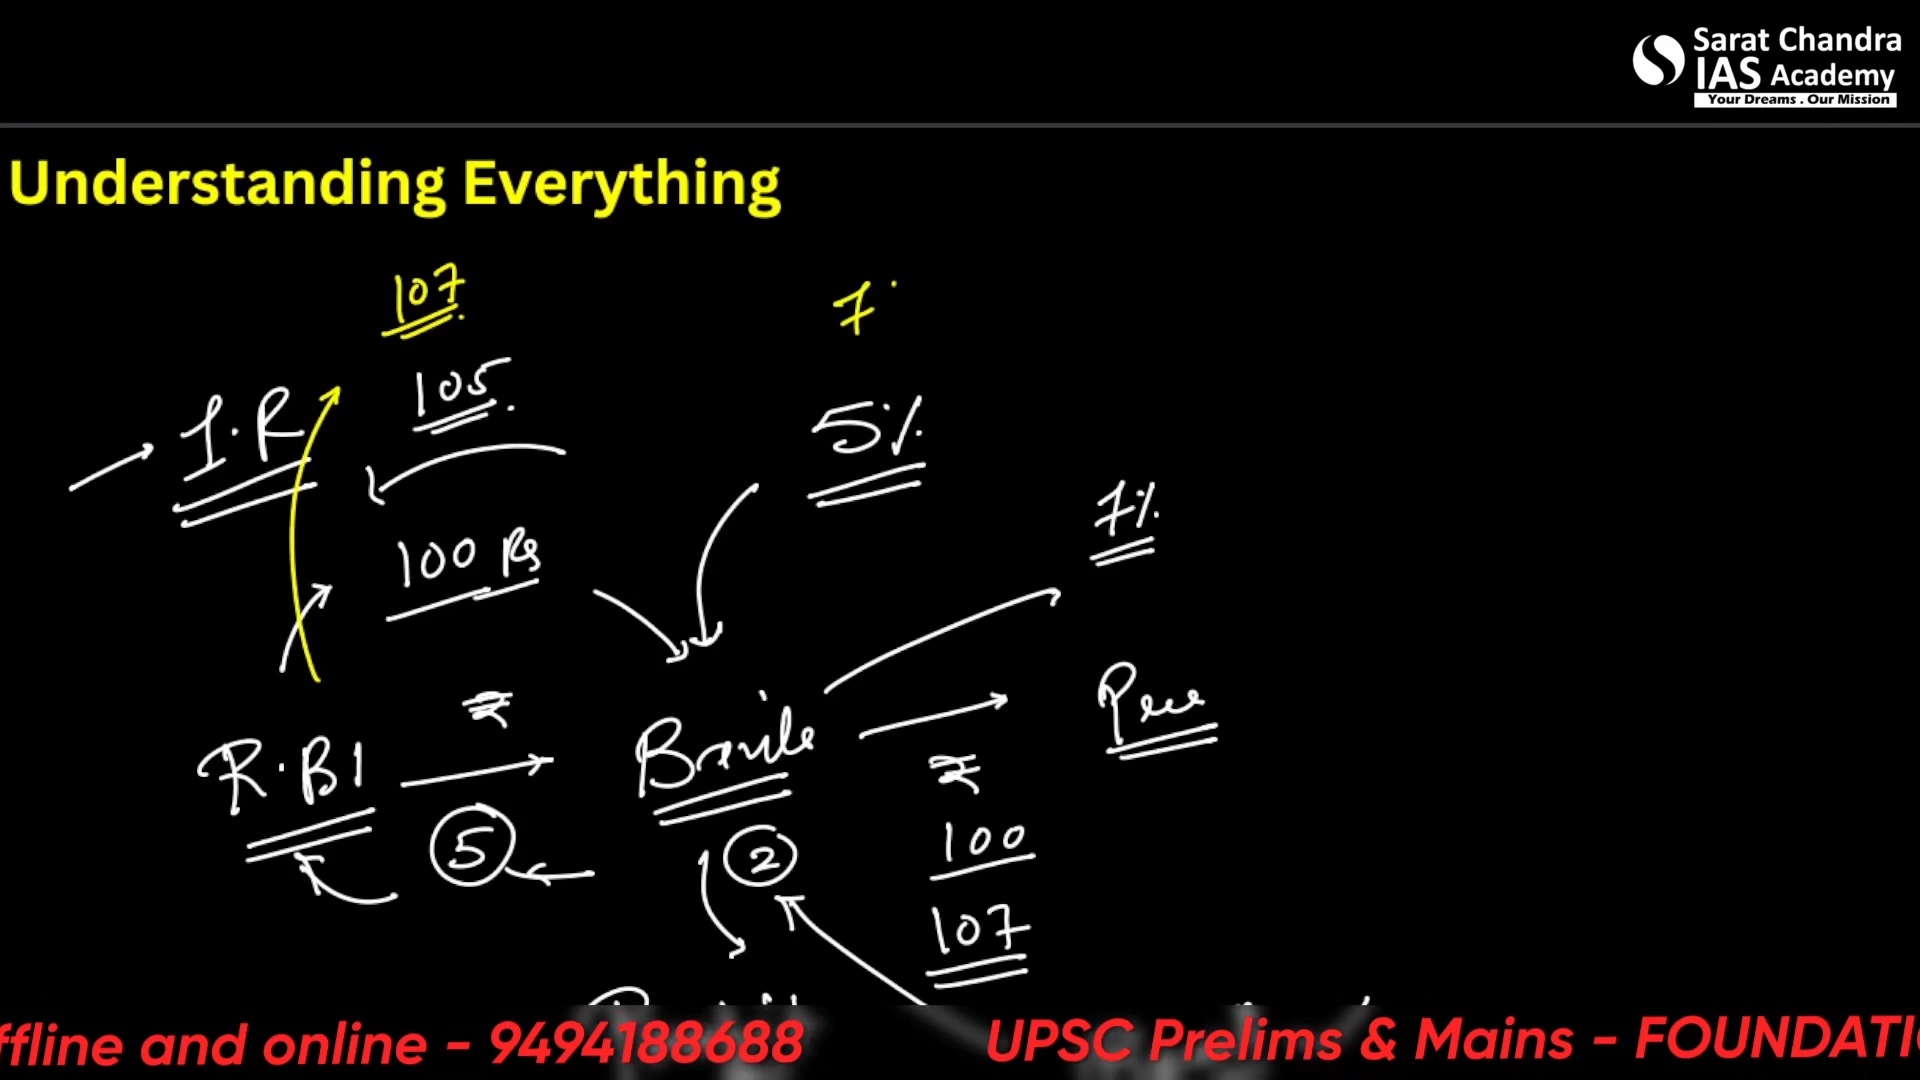 Sarat Chandra
IAS Academy
Your Dreams . Our Mission
Understanding Everything
107
7
105
I.R
5%
7%
100 Rs
₹
R.BI
Bank
₹
5
2
100
107
ffline and online - 9494188688
UPSC Prelims & Mains - FOUNDATI